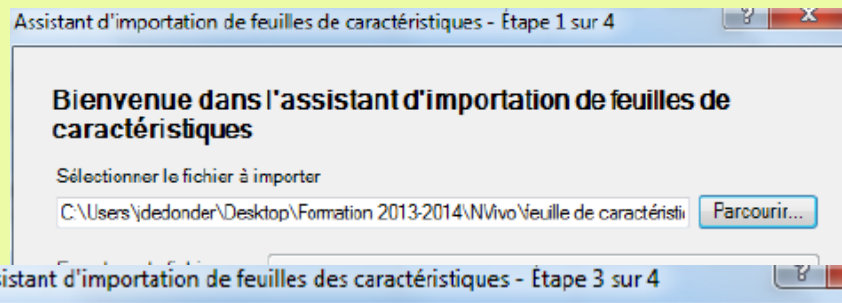 Assistant d'importation de feuilles de caractéristiques - Étape 1 sur 4
Bienvenue dans l'assistant d'importation de feuilles de
caractéristiques
Sélectionner le fichier à importer
C:\Users\jdedonder\Desktop\Formation 2013-2014\NVivo\feuille de caractéristi
Parcourir...
istant d'importation de feuilles des caractéristiques - Étape 3 sur 4